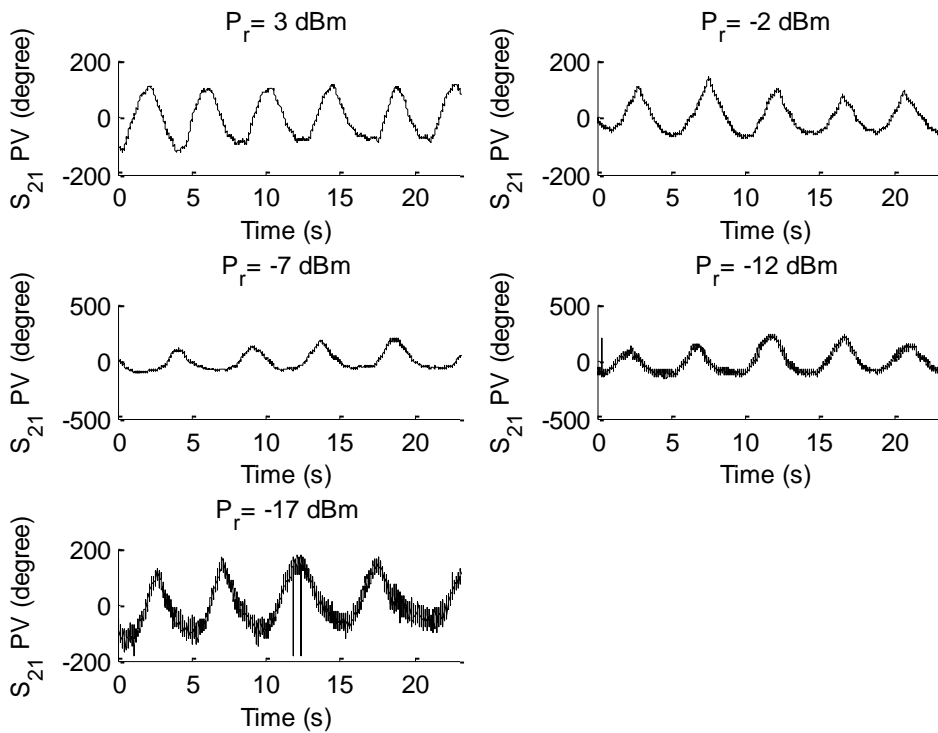 P_r= 3 dBm
S_21 PV (degree)
200
0
-200
0 5 10 15 20
Time (s)
P_r= -2 dBm
S_21 PV (degree)
200
0
-200
0 5 10 15 20
Time (s)
P_r= -7 dBm
S_21 PV (degree)
500
0
-500
0 5 10 15 20
Time (s)
P_r= -12 dBm
S_21 PV (degree)
500
0
-500
0 5 10 15 20
Time (s)
P_r= -17 dBm
S_21 PV (degree)
200
0
-200
0 5 10 15 20
Time (s)